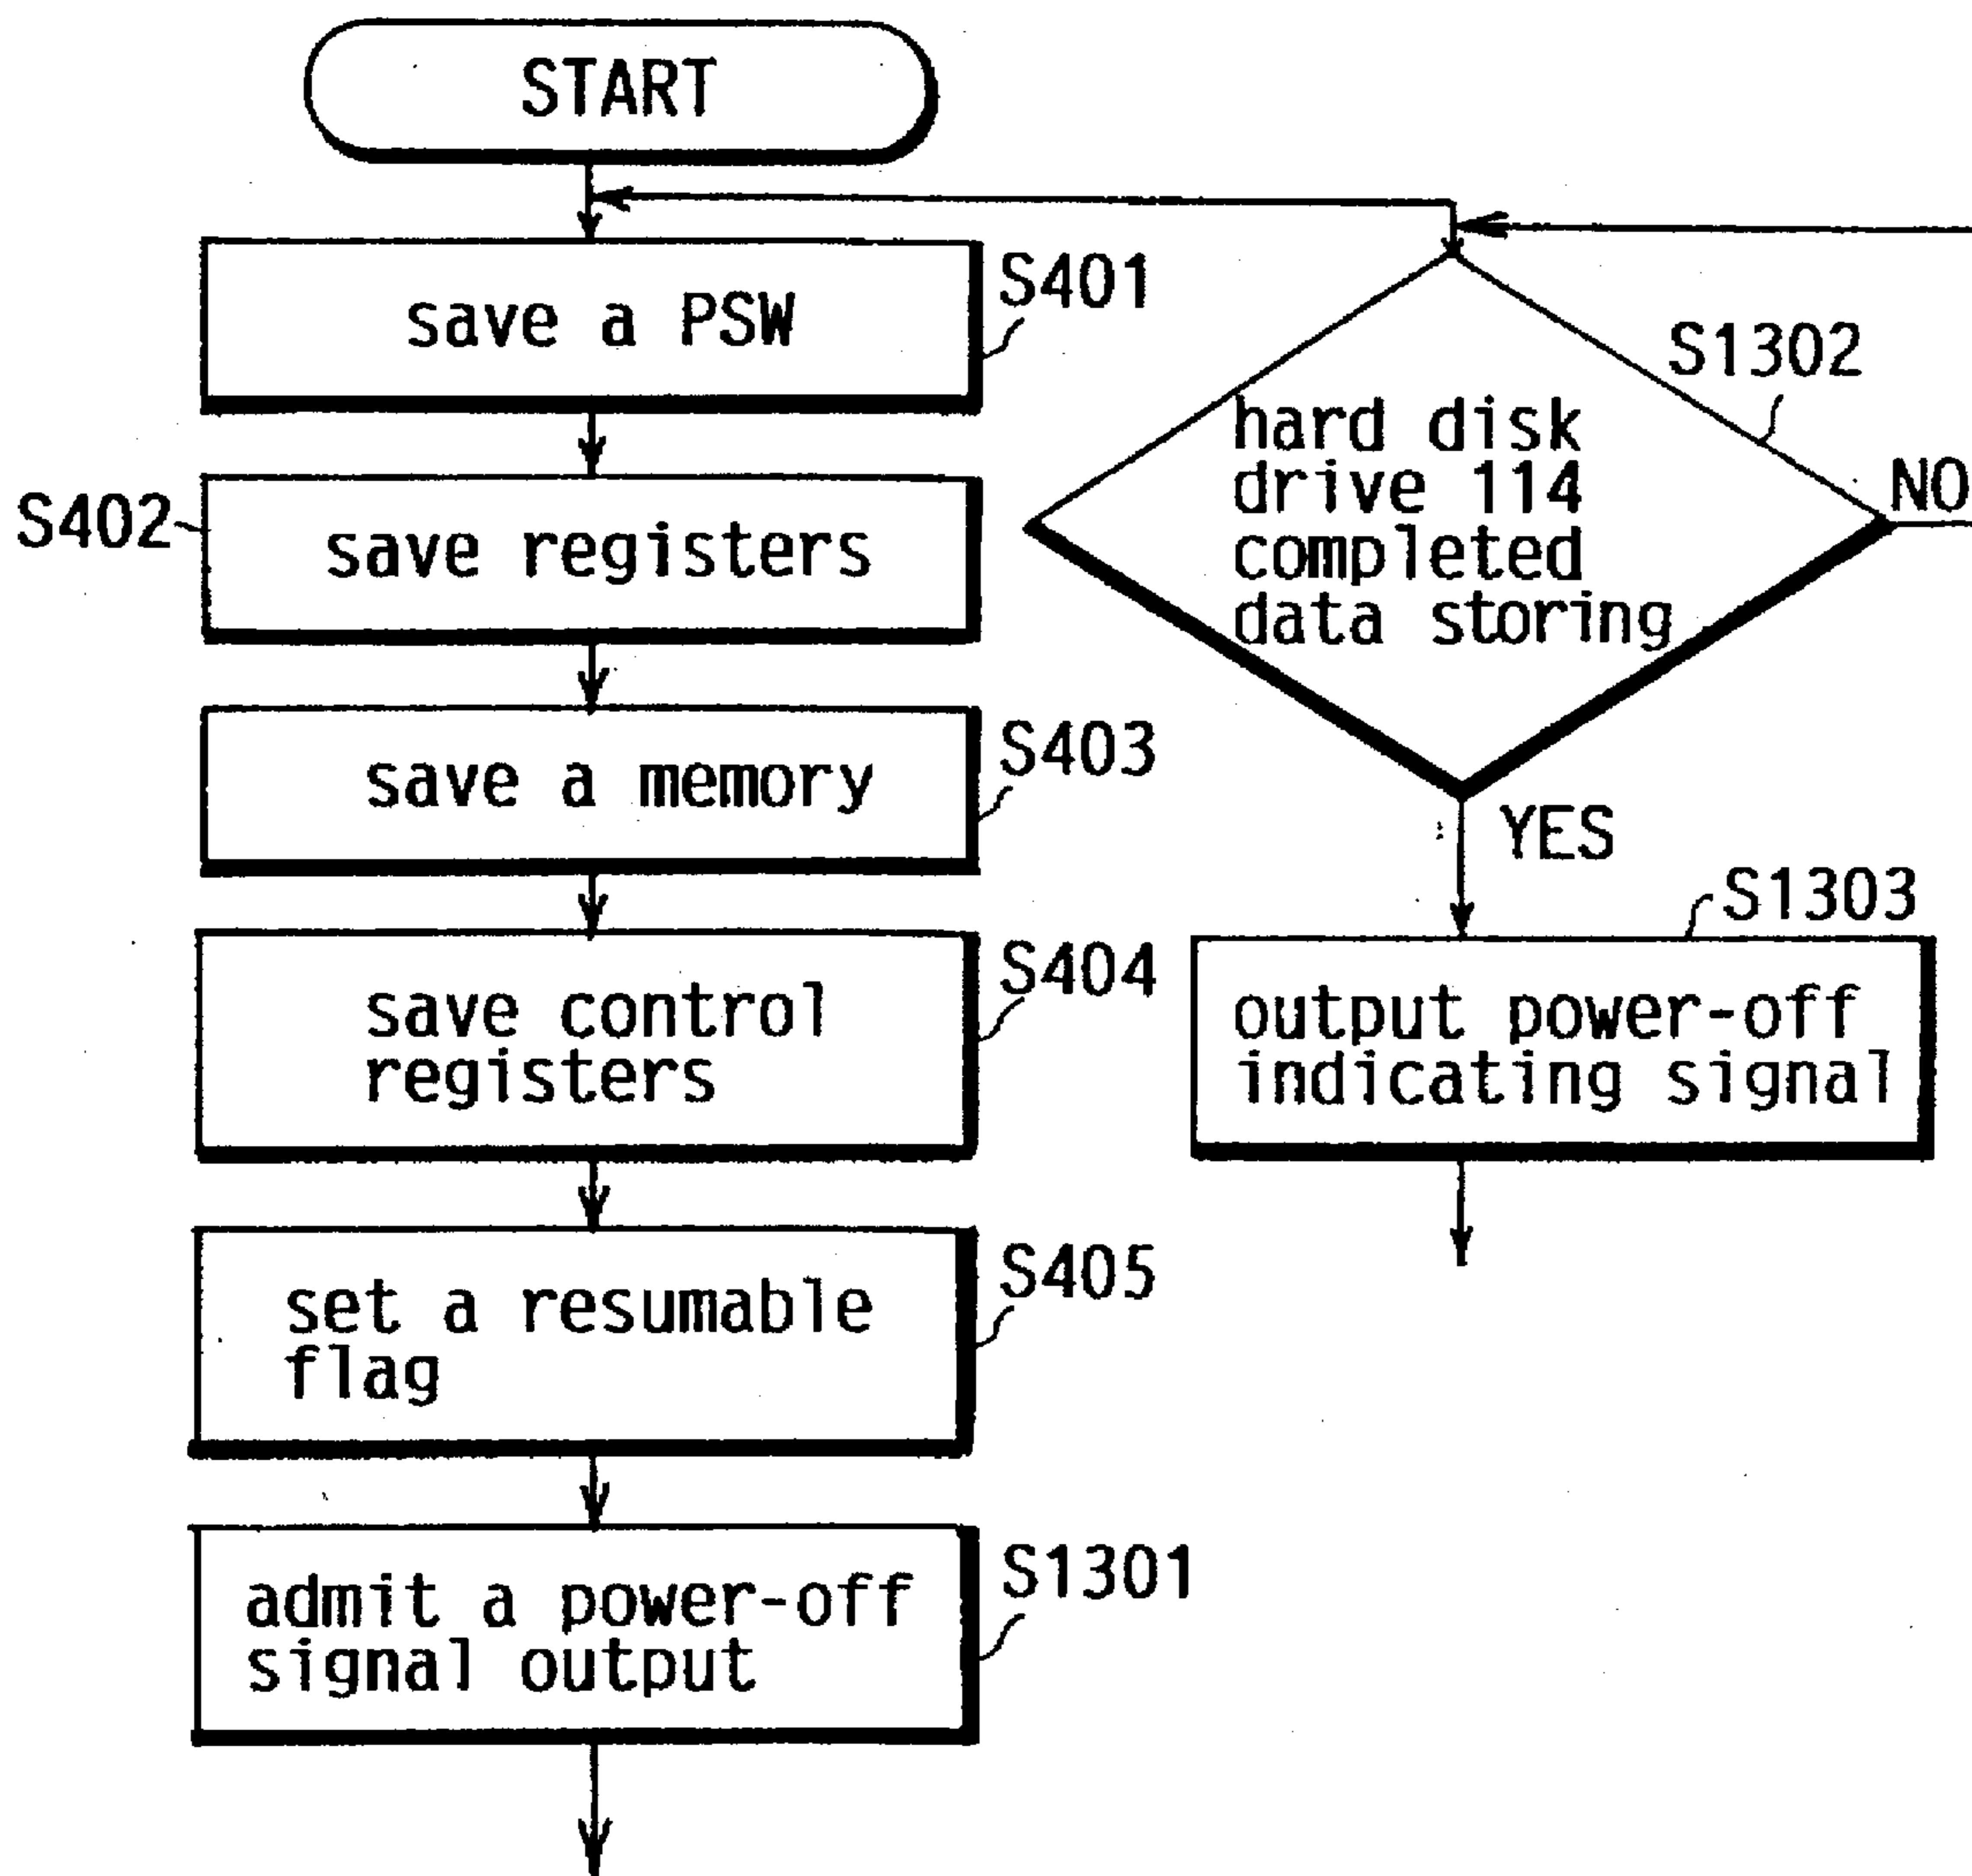 START
save a PSW
S401
S402
save registers
save a memory
S403
save control
registers
S404
set a resumable
flag
S405
admit a power-off
signal output
S1301
hard disk
drive 114
completed
data storing
S1302
NO
YES
S1303
output power-off
indicating signal